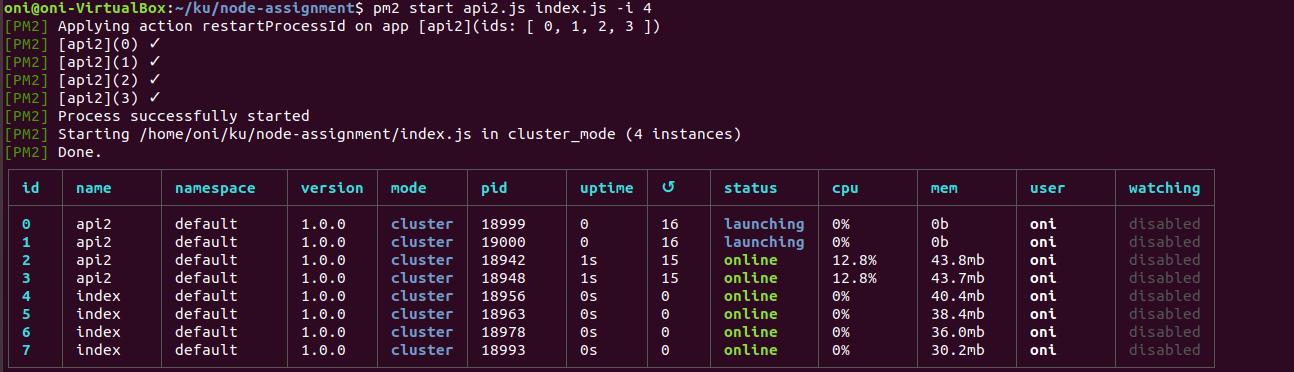 oni@oni-VirtualBox:~/ku/node-assignment$ pm2 start api2.js index.js -i 4
[PM2] Applying action restartProcessId on app [api2](ids: [ 0, 1, 2, 3 ])
[PM2] [api2](0) ✓
[PM2] [api2](1) ✓
[PM2] [api2](2) ✓
[PM2] [api2](3) ✓
[PM2] Process successfully started
[PM2] Starting /home/oni/ku/node-assignment/index.js in cluster_mode (4 instances)
[PM2] Done.
id name namespace version mode pid uptime ↺ status cpu mem user watching
0 api2 default 1.0.0 cluster 18999 0 16 launching 0% 0b oni disabled
1 api2 default 1.0.0 cluster 19000 0 16 launching 0% 0b oni disabled
2 api2 default 1.0.0 cluster 18942 1s 15 online 12.8% 43.8mb oni disabled
3 api2 default 1.0.0 cluster 18948 1s 15 online 12.8% 43.7mb oni disabled
4 index default 1.0.0 cluster 18956 0s 0 online 0% 40.4mb oni disabled
5 index default 1.0.0 cluster 18963 0s 0 online 0% 38.4mb oni disabled
6 index default 1.0.0 cluster 18978 0s 0 online 0% 36.0mb oni disabled
7 index default 1.0.0 cluster 18993 0s 0 online 0% 30.2mb oni disabled